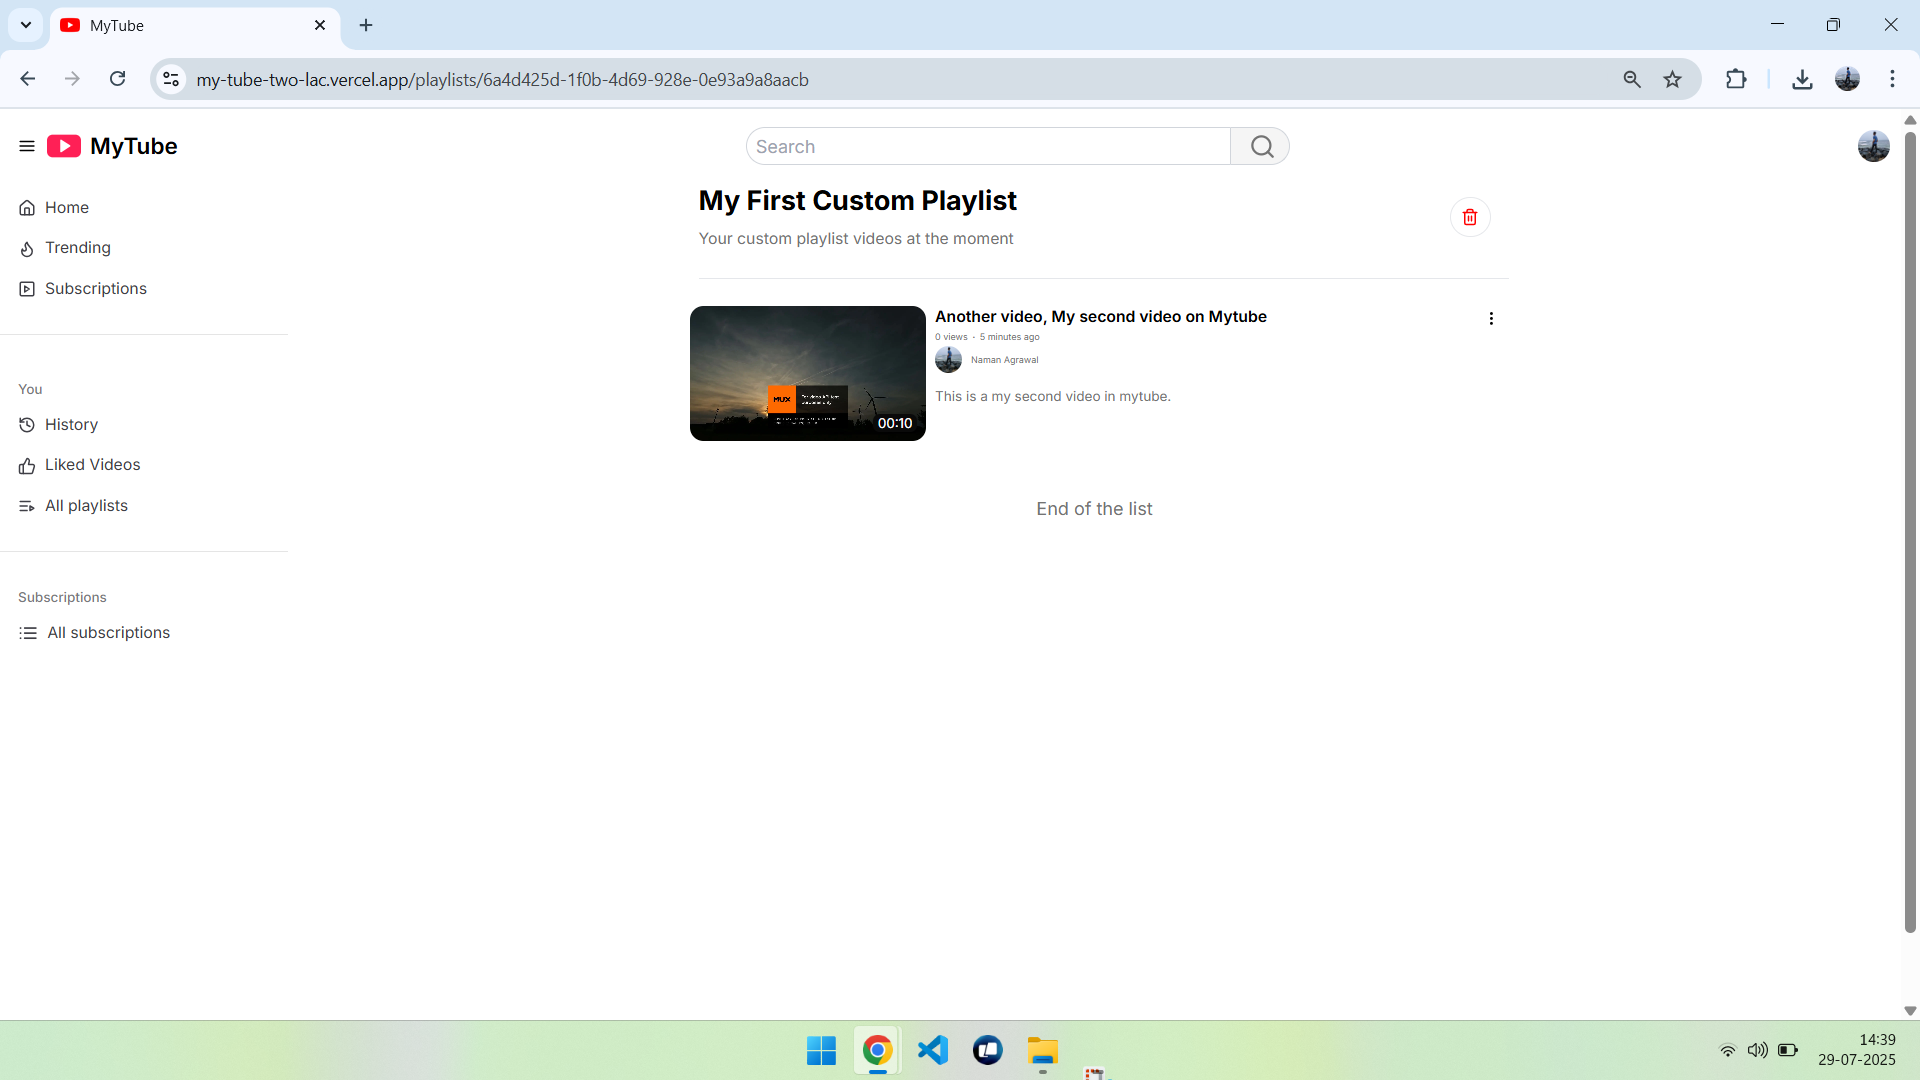 MyTube
my-tube-two-lac.vercel.app/playlists/6a4d425d-1f0b-4d69-928e-0e93a9a8aacb
MyTube
Search
Home
Trending
Subscriptions
You
History
Liked Videos
All playlists
Subscriptions
All subscriptions
My First Custom Playlist
Your custom playlist videos at the moment
MUX
00:10
Another video, My second video on Mytube
0 views · 5 minutes ago
Naman Agrawal
This is a my second video in mytube.
End of the list
14:39
29-07-2025